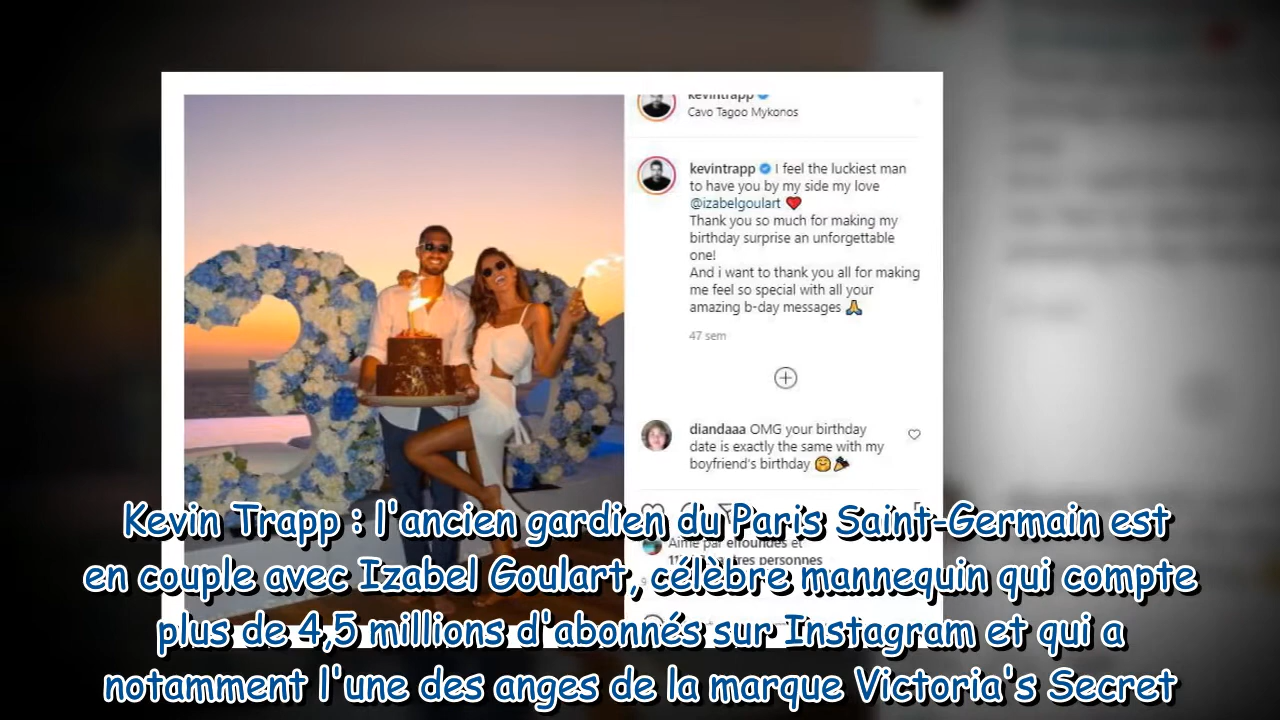 kevintrapp
Cavo Tagoo Mykonos
kevintrapp I feel the luckiest man
to have you by my side my love
@izabelgoulart ❤️
Thank you so much for making my
birthday surprise an unforgettable
one!
And i want to thank you all for making
me feel so special with all your
amazing b-day messages 🙏
47 sem
diandaaa OMG your birthday
date is exactly the same with my
boyfriend's birthday 🤗🎉
Kevin Trapp : l'ancien gardien du Paris Saint-Germain est
Aimé par elfoundes et
personnes
en couple avec Izabel Goulart, célèbre mannequin qui compte
plus de 4,5 millions d'abonnés sur Instagram et qui a
notamment l'une des anges de la marque Victoria's Secret